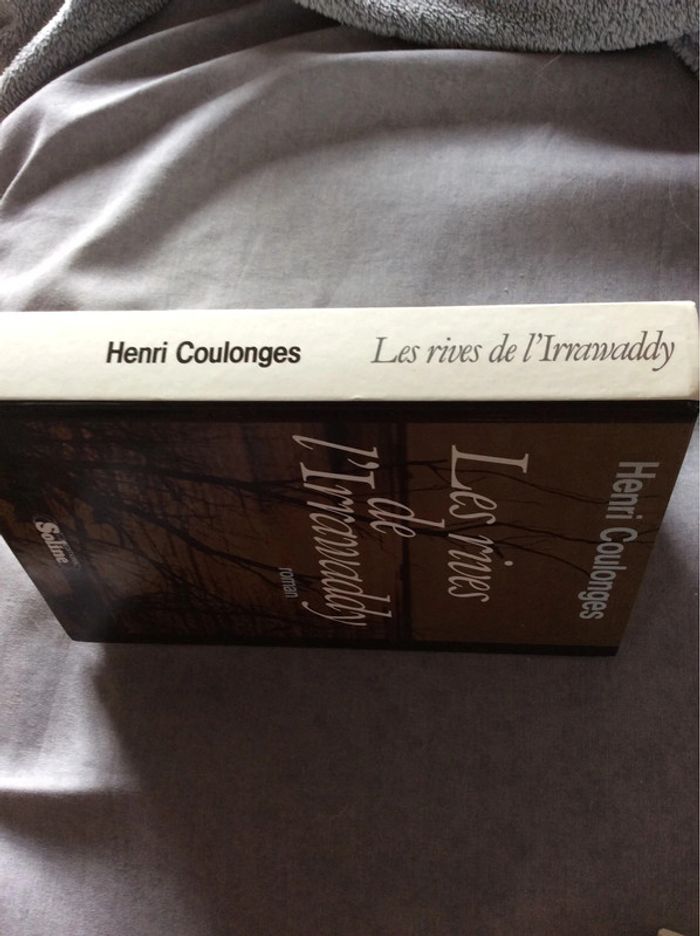 Henri Coulonges
Les rives de l'Irrawaddy
Henri Coulonges
Les rives
de
l'Irrawaddy
roman
Soline